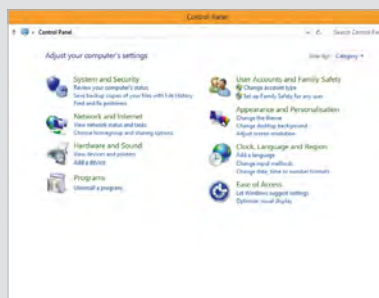 Control Panel
Control Panel
Search Control Pan
Adjust your computer's settings
View by: Category
System and Security
Review your computer's status
Save backup copies of your files with File History
Find and fix problems
Network and Internet
View network status and tasks
Choose homegroup and sharing options
Hardware and Sound
View devices and printers
Add a device
Programs
Uninstall a program
User Accounts and Family Safety
Change account type
Set up Family Safety for any user
Appearance and Personalisation
Change the theme
Change desktop background
Adjust screen resolution
Clock, Language and Region
Add a language
Change input methods
Change date, time or number formats
Ease of Access
Let Windows suggest settings
Optimise visual display